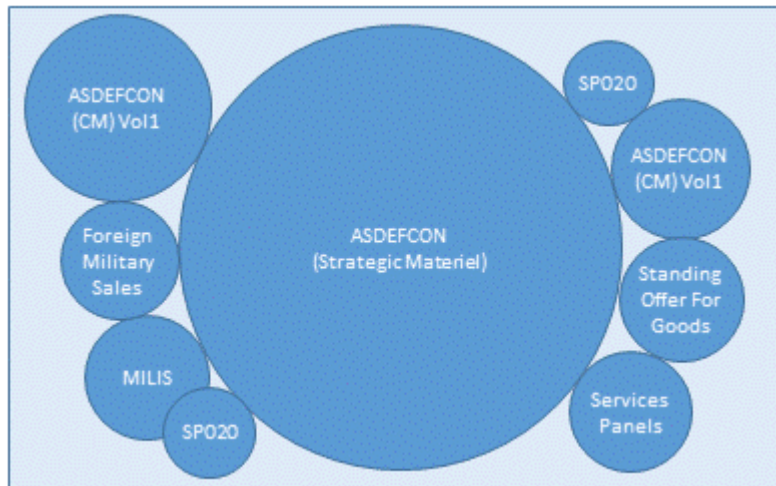 ASDEFCON
(CM) Vol1
Foreign
Military
Sales
MILIS
SP020
ASDEFCON
(Strategic Materiel)
SP020
ASDEFCON
(CM) Vol1
Standing
Offer For
Goods
Services
Panels